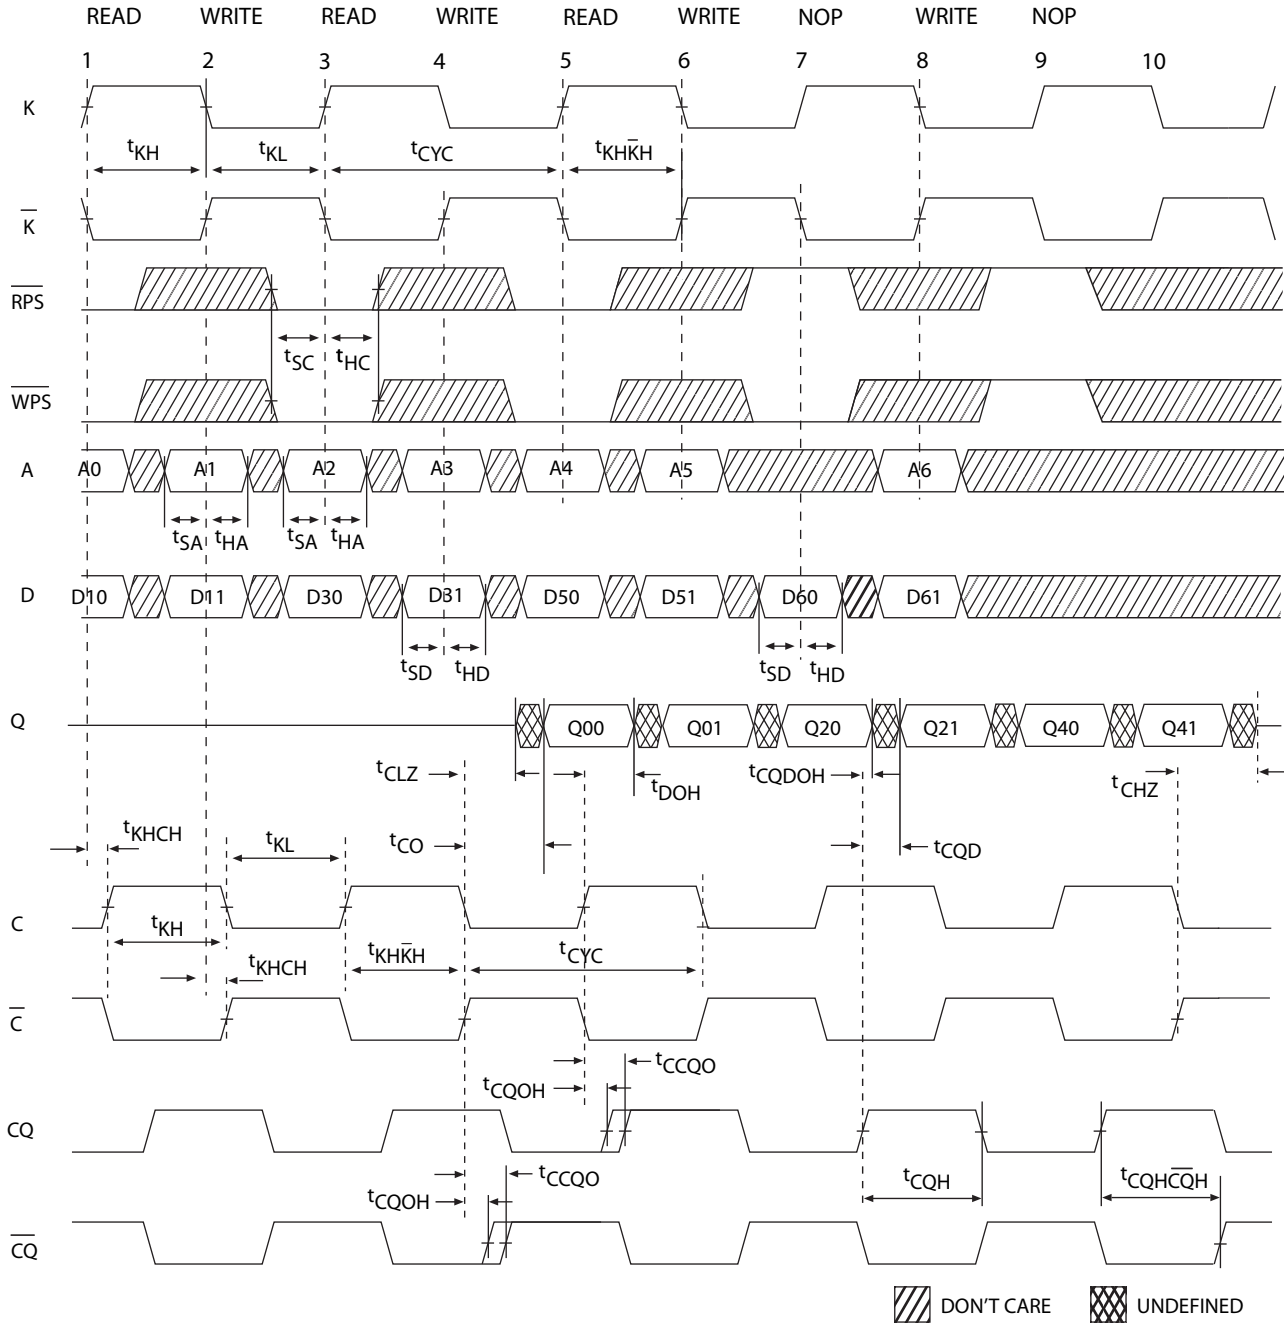 READ WRITE READ WRITE READ NOP WRITE NOP
1 2 3 4 5 6 7 8 9 10
K
tKH tKL tCYC tKHK̅H
K̅
R̅P̅S̅
tSC tHC
W̅P̅S̅
A A0 A1 A2 A3 A4 A5 A6
tSA tHA tSA tHA
D D10 D11 D30 D31 D50 D51 D60 D61
tSD tHD tSD tHD
Q Q00 Q01 Q20 Q21 Q40 Q41
tCLZ tDOH tCQDOH tCHZ
tKHCH tKL tCO tCQD
C
tKH tKHK̅H tCYC
tKHCH
C̅
tCCQO
tCQOH
CQ
tCCQO tCQH tCQHC̅Q̅H
tCQOH
C̅Q̅
DON'T CARE UNDEFINED